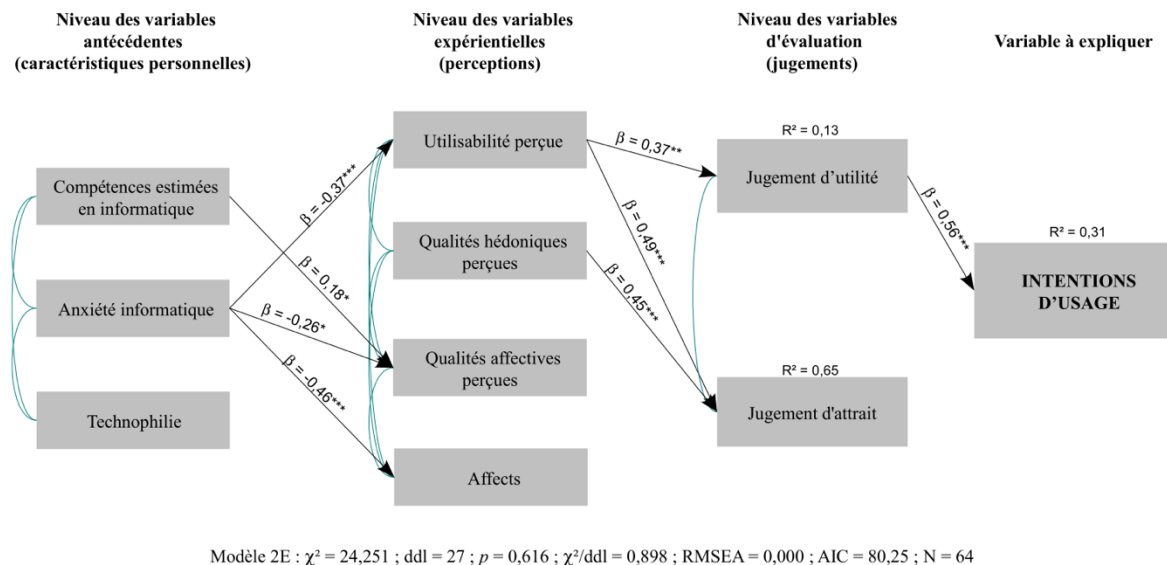 Niveau des variables
antécédentes
(caractéristiques personnelles)
Niveau des variables
expérientielles
(perceptions)
Niveau des variables
d'évaluation
(jugements)
Variable à expliquer
Compétences estimées
en informatique
Anxiété informatique
Technophilie
β = -0,37***
β = 0,18*
β = -0,26*
β = -0,46***
Utilisabilité perçue
Qualités hédoniques
perçues
Qualités affectives
perçues
Affects
β = 0,37**
β = 0,49***
β = 0,45***
R² = 0,13
Jugement d’utilité
R² = 0,65
Jugement d'attrait
β = 0,56***
R² = 0,31
INTENTIONS
D’USAGE
Modèle 2E : χ² = 24,251 ; ddl = 27 ; p = 0,616 ; χ²/ddl = 0,898 ; RMSEA = 0,000 ; AIC = 80,25 ; N = 64